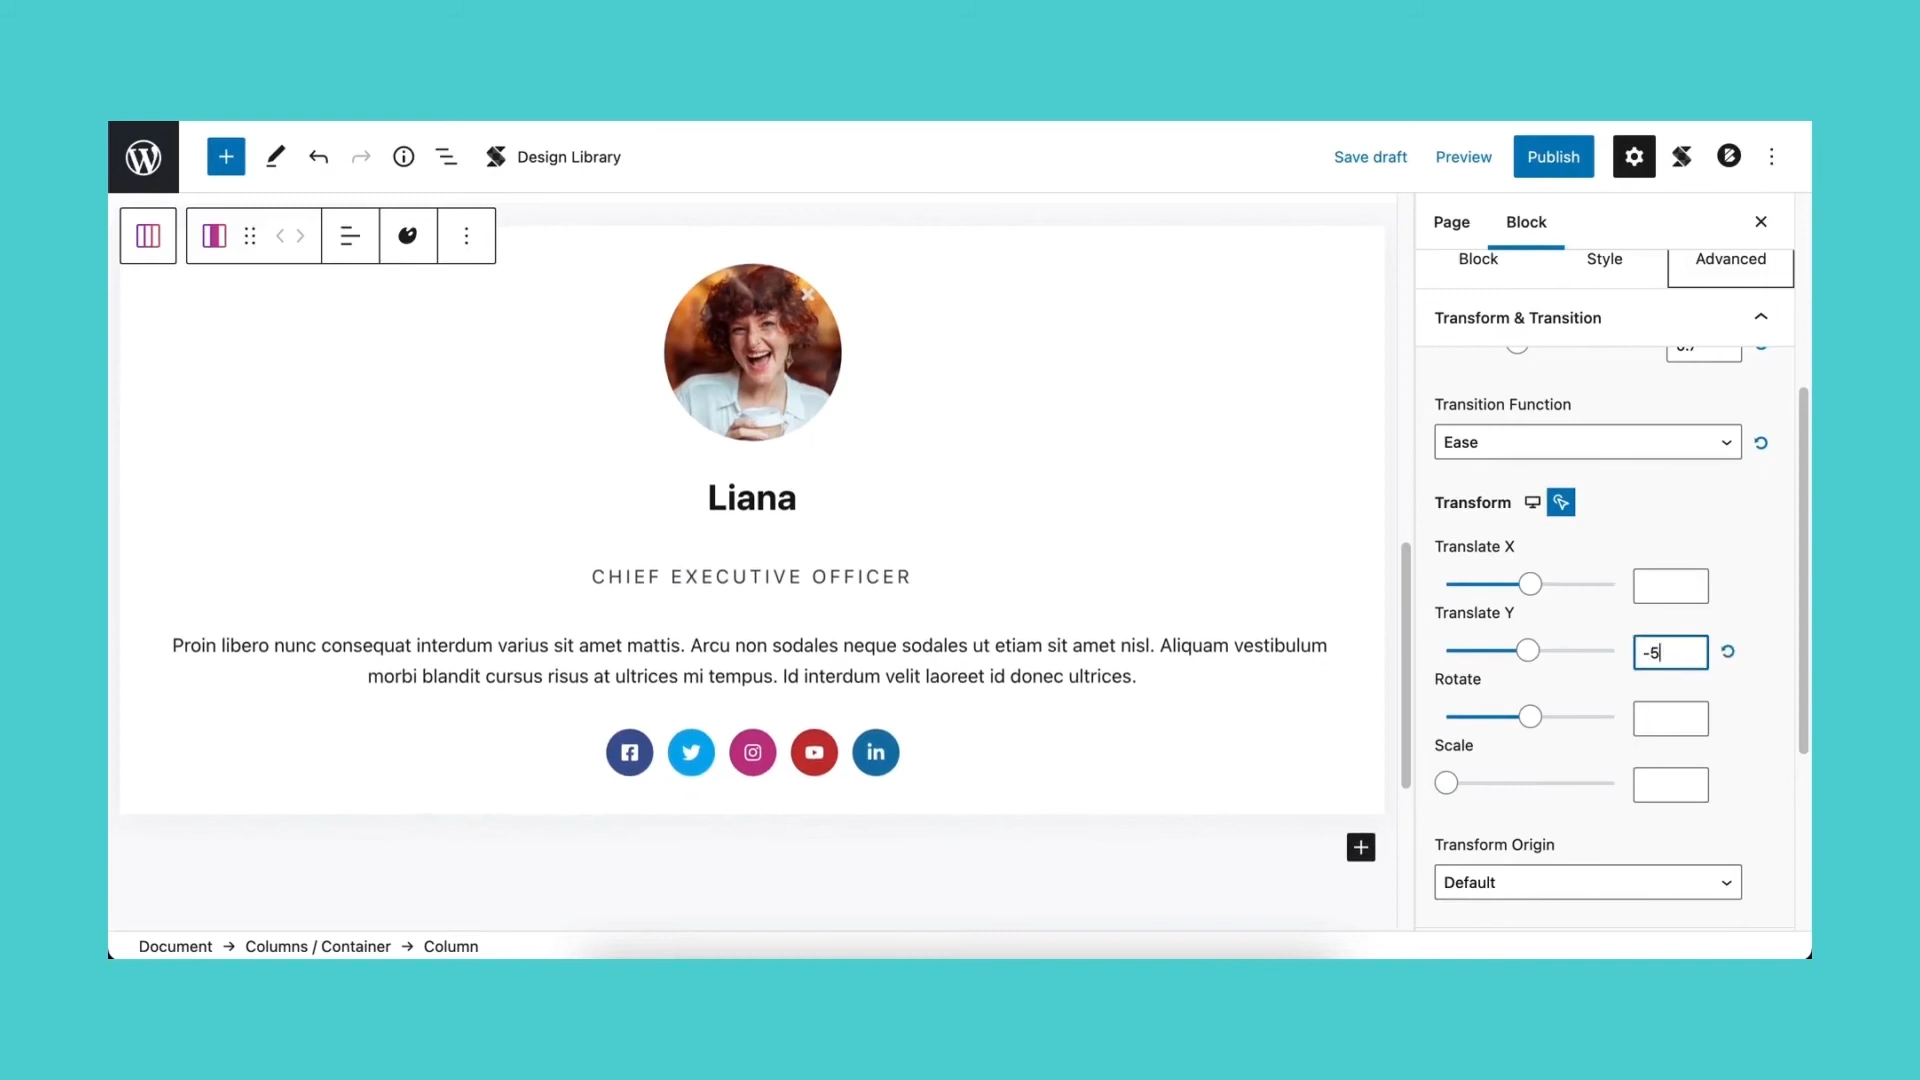 Design Library
Save draft
Preview
Publish
Page
Block
Block
Style
Advanced
Transform & Transition
Transition Function
Ease
Transform
Translate X
Translate Y
-5
Rotate
Scale
Transform Origin
Default
Liana
CHIEF EXECUTIVE OFFICER
Proin libero nunc consequat interdum varius sit amet mattis. Arcu non sodales neque sodales ut etiam sit amet nisl. Aliquam vestibulum
morbi blandit cursus risus at ultrices mi tempus. Id interdum velit laoreet id donec ultrices.
in
Document → Columns / Container → Column